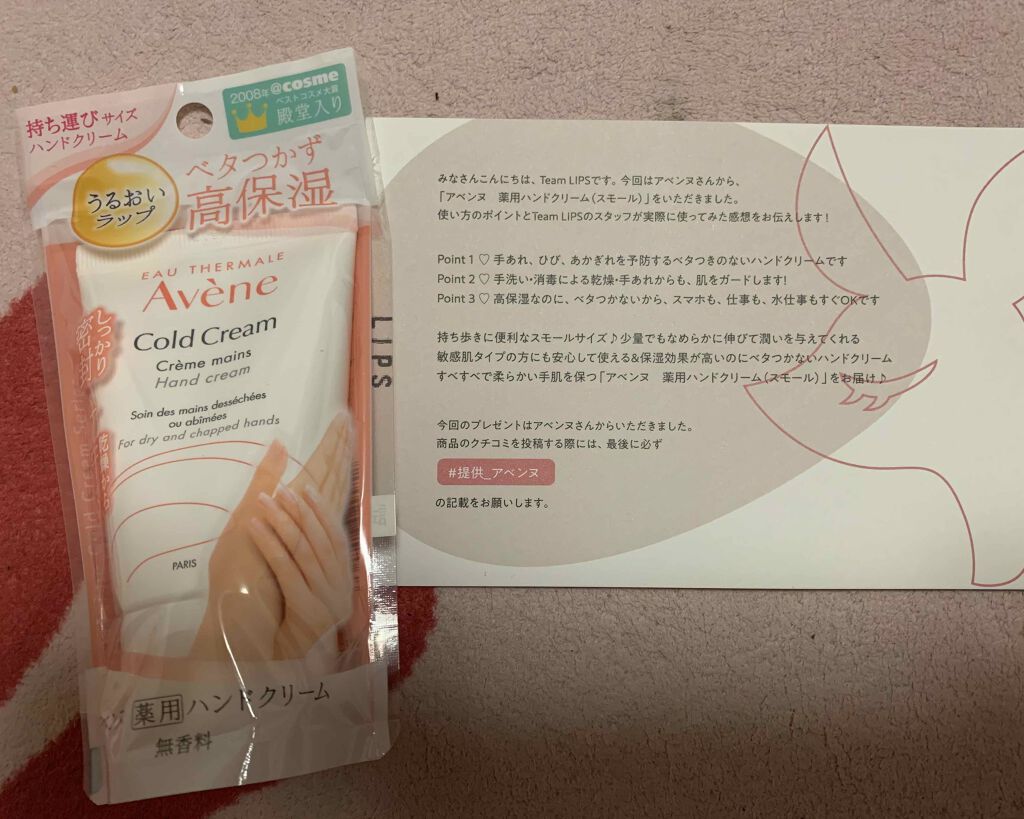 持ち運びサイズ
ハンドクリーム
2008年@cosme
ベストコスメ大賞
殿堂入り
うるおい
ラップ
ベタつかず
高保湿
EAU THERMALE
Avène
Cold Cream
Crème mains
Hand cream
Soin des mains desséchées
ou abîmées
For dry and chapped hands
しっかり
密封
乾燥から
PARIS
薬用ハンドクリーム
無香料
LIPS
みなさんこんにちは、Team LIPSです。今回はアベンヌさんから、
「アベンヌ　薬用ハンドクリーム(スモール)」をいただきました。
使い方のポイントとTeam LIPSのスタッフが実際に使ってみた感想をお伝えします！
Point 1 ♡ 手あれ、ひび、あかぎれを予防するベタつきのないハンドクリームです
Point 2 ♡ 手洗い・消毒による乾燥・手あれからも、肌をガードします!
Point 3 ♡ 高保湿なのに、ベタつかないから、スマホも、仕事も、水仕事もすぐOKです
持ち歩きに便利なスモールサイズ♪少量でもなめらかに伸びて潤いを与えてくれる
敏感肌タイプの方にも安心して使える&保湿効果が高いのにベタつかないハンドクリーム
すべすべで柔らかい手肌を保つ「アベンヌ　薬用ハンドクリーム(スモール)」をお届け♪
今回のプレゼントはアベンヌさんからいただきました。
商品のクチコミを投稿する際には、最後に必ず
#提供_アベンヌ
の記載をお願いします。